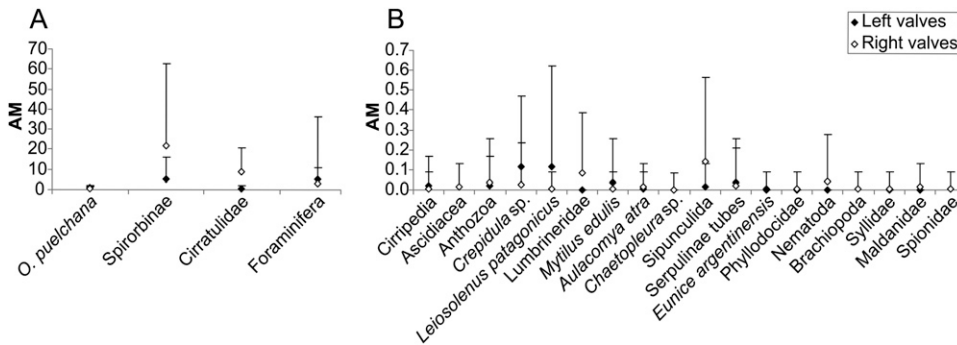 A
AM
70
60
50
40
30
20
10
0
O. puelchana
Spirorbinae
Cirratulidae
Foraminifera
B
AM
0.7
0.6
0.5
0.4
0.3
0.2
0.1
0.0
Cirripedia
Ascidiacea
Anthozoa
Crepidula sp.
Leiosolenus patagonicus
Lumbrineridae
Mytilus edulis
Aulacomya atra
Chaetopleura sp.
Sipunculida
Serpulinae tubes
Eunice argentinensis
Phyllodocidae
Nematoda
Brachiopoda
Syllidae
Maldanidae
Spionidae
Left valves
Right valves